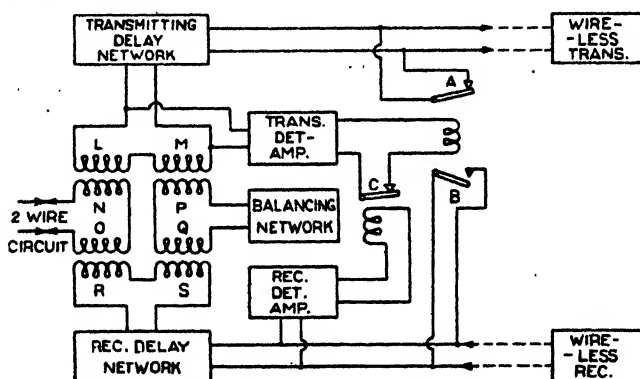 TRANSMITTING
DELAY
NETWORK
WIRE-
-LESS
TRANS.
A
L
M
TRANS.
DET-
AMP.
C
B
2 WIRE
CIRCUIT
N
O
P
Q
BALANCING
NETWORK
R
S
REC.
DET.
AMP.
REC. DELAY
NETWORK
WIRE-
-LESS
REC.